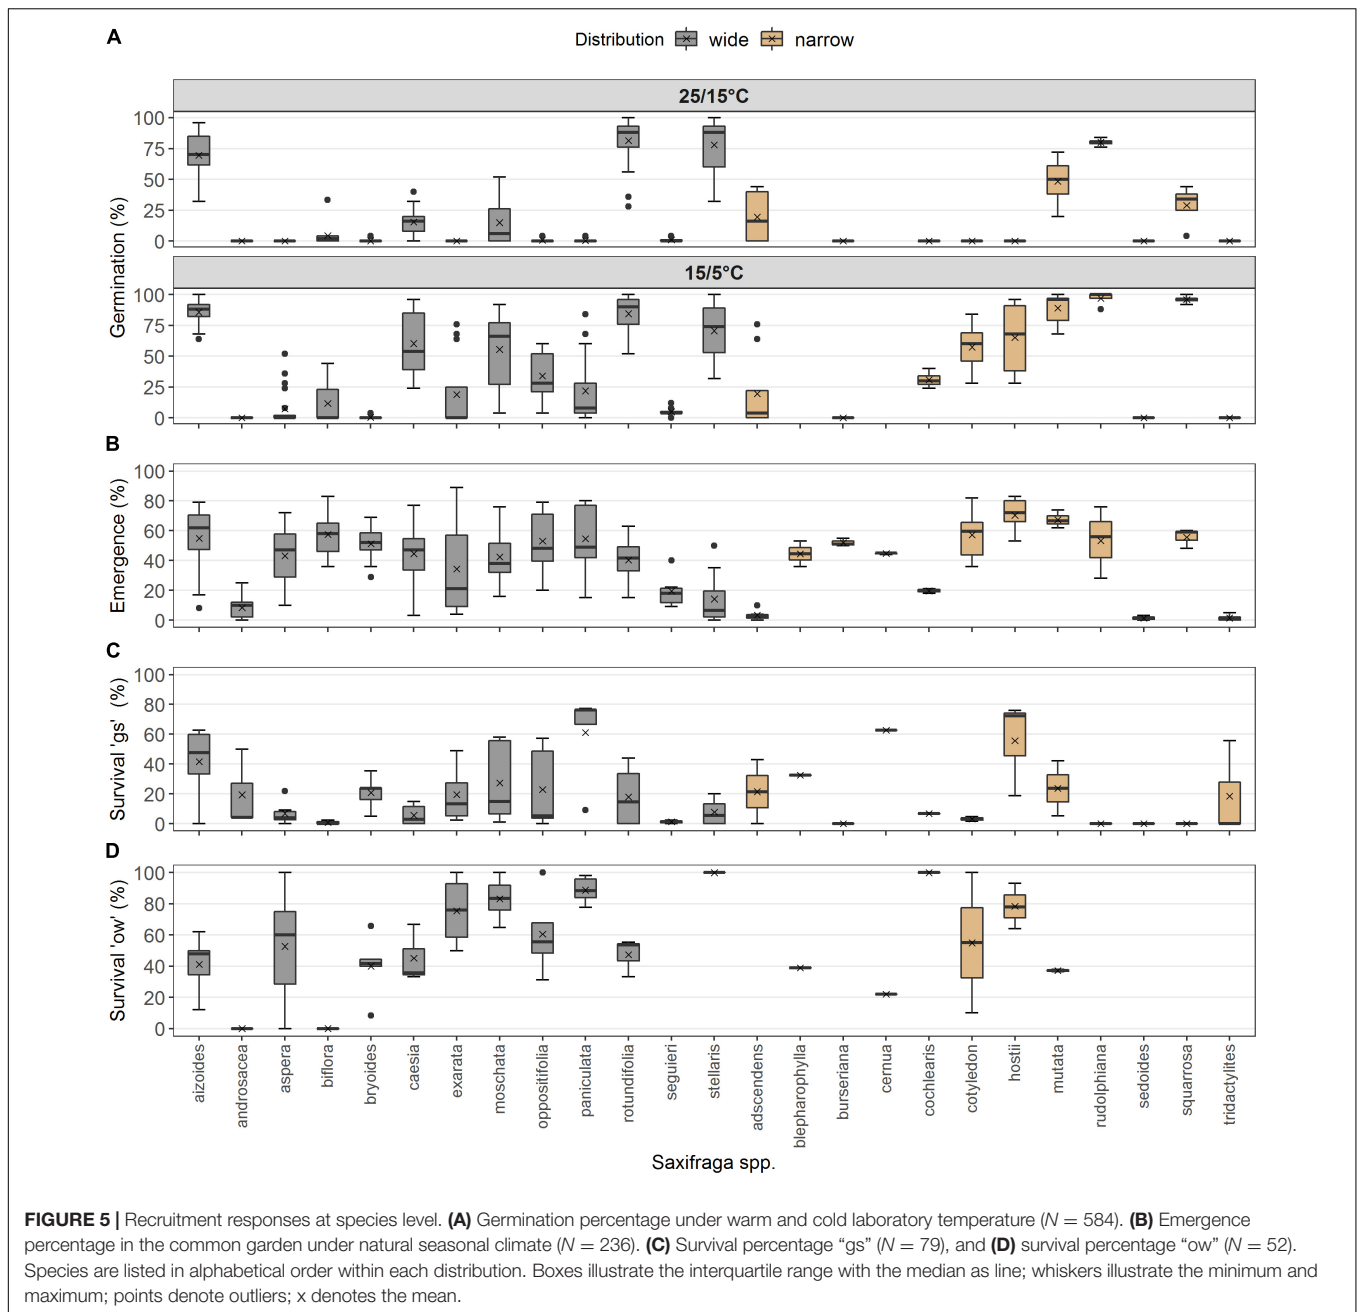 A
Distribution wide narrow
25/15°C
100
75
50
25
0
15/5°C
100
75
50
25
0
Germination (%)
B
100
80
60
40
20
0
Emergence (%)
C
100
80
60
40
20
0
Survival 'gs' (%)
D
100
80
60
40
20
0
Survival 'ow' (%)
aizoides
androsacea
aspera
biflora
bryoides
caesia
exarata
moschata
oppositifolia
paniculata
rotundifolia
seguieri
stellaris
adscendens
blepharophylla
burseriana
cernua
cochlearis
cotyledon
hostii
mutata
rudolphiana
sedoides
squarrosa
tridactylites
Saxifraga spp.
FIGURE 5 | Recruitment responses at species level. (A) Germination percentage under warm and cold laboratory temperature (N = 584). (B) Emergence
percentage in the common garden under natural seasonal climate (N = 236). (C) Survival percentage “gs” (N = 79), and (D) survival percentage “ow” (N = 52).
Species are listed in alphabetical order within each distribution. Boxes illustrate the interquartile range with the median as line; whiskers illustrate the minimum and
maximum; points denote outliers; x denotes the mean.